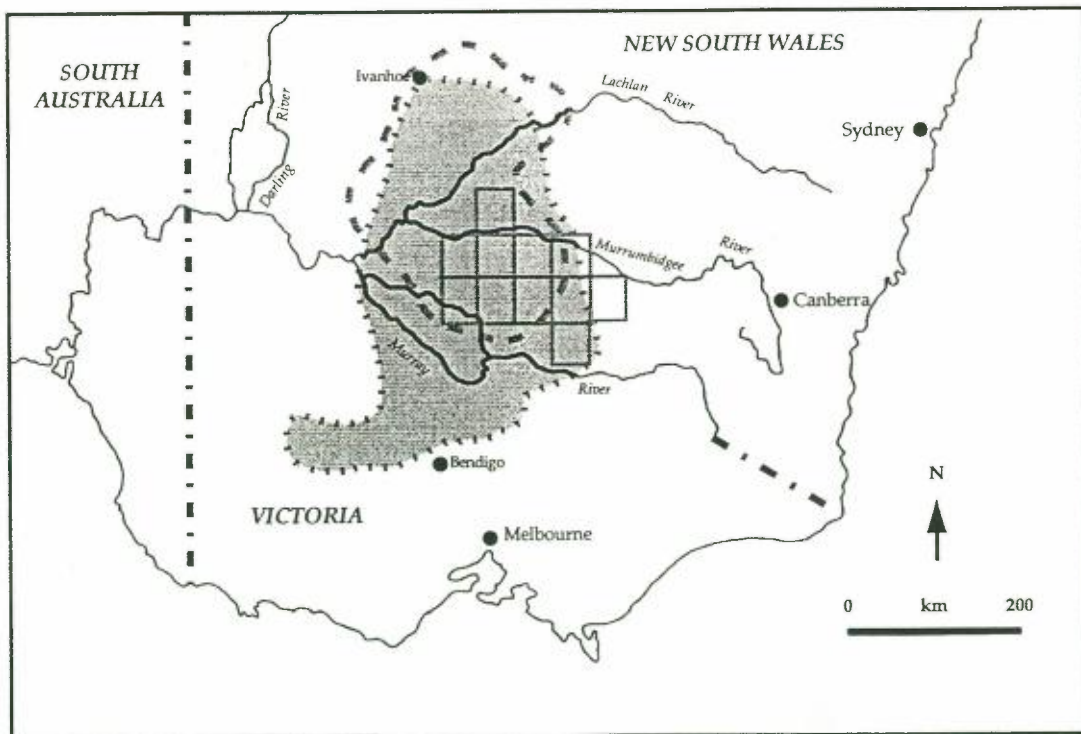 NEW SOUTH WALES
SOUTH
AUSTRALIA
Ivanhoe
Lachlan River
River
Darling
Sydney
Murrumbidgee
River
Canberra
Murray
River
Bendigo
N
VICTORIA
Melbourne
0 km 200